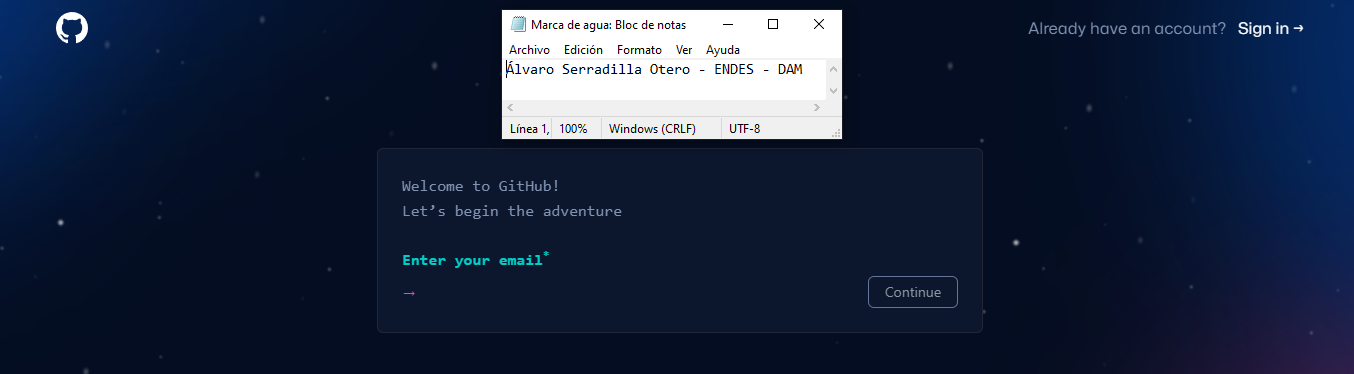 Marca de agua: Bloc de notas
Archivo Edición Formato Ver Ayuda
Álvaro Serradilla Otero - ENDES - DAM
Línea 1, 100% Windows (CRLF) UTF-8
Already have an account? Sign in →
Welcome to GitHub!
Let’s begin the adventure
Enter your email*
→ Continue